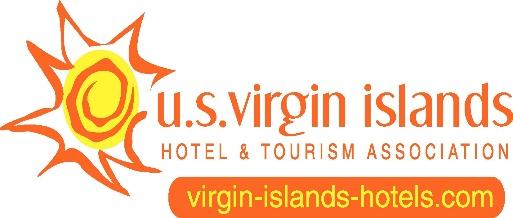 u.s.virgin islands
HOTEL & TOURISM ASSOCIATION
virgin-islands-hotels.com